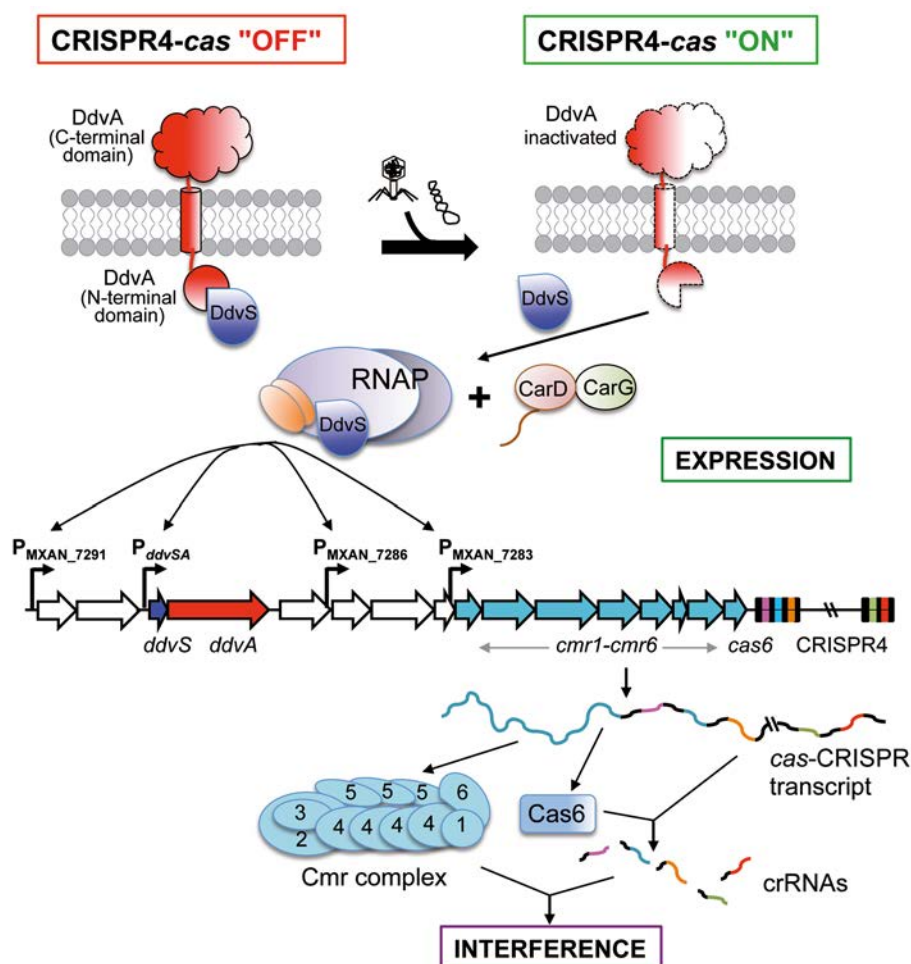 CRISPR4-cas "OFF"
CRISPR4-cas "ON"
DdvA
(C-terminal
domain)
DdvA
inactivated
DdvA
(N-terminal
domain)
DdvS
DdvS
RNAP
DdvS
+
CarD
CarG
EXPRESSION
PMXAN_7291
PddvSA
PMXAN_7286
PMXAN_7283
ddvS ddvA
cmr1-cmr6
cas6
CRISPR4
cas-CRISPR
transcript
5 5 5 6
3
2 4 4 4 4 1
Cas6
Cmr complex
crRNAs
INTERFERENCE